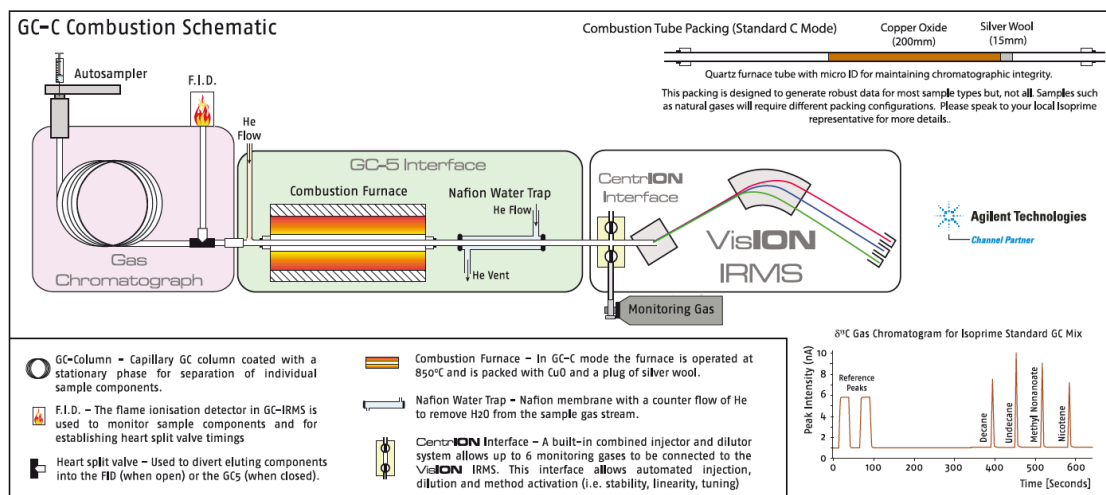 GC-C Combustion Schematic
Combustion Tube Packing (Standard C Mode)
Copper Oxide
(200mm)
Silver Wool
(15mm)
Quartz furnace tube with micro ID for maintaining chromatographic integrity.
This packing is designed to generate robust data for most sample types but, not all. Samples such
as natural gases will require different packing configurations. Please speak to your local Isoprime
representative for more details..
Autosampler
F.I.D.
He
Flow
GC-5 Interface
Combustion Furnace
Nafion Water Trap
He Flow
He Vent
Gas
Chromatograph
CentrION
Interface
VisION
IRMS
Monitoring Gas
Agilent Technologies
Channel Partner
GC-Column – Capillary GC column coated with a
stationary phase for separation of individual
sample components.
F.I.D. – The flame ionisation detector in GC-IRMS is
used to monitor sample components and for
establishing heart split valve timings
Heart split valve – Used to divert eluting components
into the FID (when open) or the GC5 (when closed).
Combustion Furnace – In GC-C mode the furnace is operated at
850ºC and is packed with CuO and a plug of silver wool.
Nafion Water Trap – Nafion membrane with a counter flow of He
to remove H2O from the sample gas stream.
CentrION Interface – A built-in combined injector and dilutor
system allows up to 6 monitoring gases to be connected to the
VisION IRMS. This interface allows automated injection,
dilution and method activation (i.e. stability, linearity, tuning)
δ¹³C Gas Chromatogram for Isoprime Standard GC Mix
Peak Intensity (nA)
10
8
6
4
2
0
Reference
Peaks
Decane
Undecane
Methyl Nonanoate
Nicotene
0
100
200
300
400
500
600
Time [Seconds]